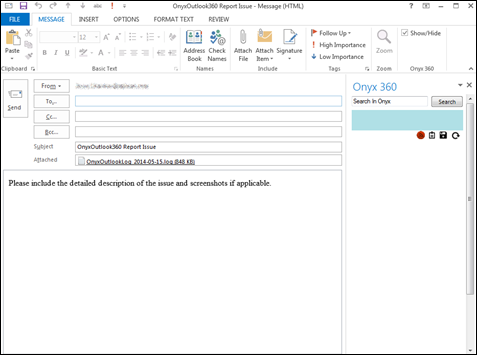 OnyxOutlook360 Report Issue - Message (HTML)
FILE MESSAGE INSERT OPTIONS FORMAT TEXT REVIEW
Paste
Clipboard
12
B I U
Basic Text
Address Book
Check Names
Names
Attach File
Attach Item
Signature
Include
Follow Up
High Importance
Low Importance
Tags
Zoom
Zoom
Show/Hide
Onyx 360
Send
From
To...
Cc...
Bcc...
Subject OnyxOutlook360 Report Issue
Attached OnyxOutlookLog_2014-05-15.log (848 KB)
Please include the detailed description of the issue and screenshots if applicable.
Onyx 360
Search In Onyx Search